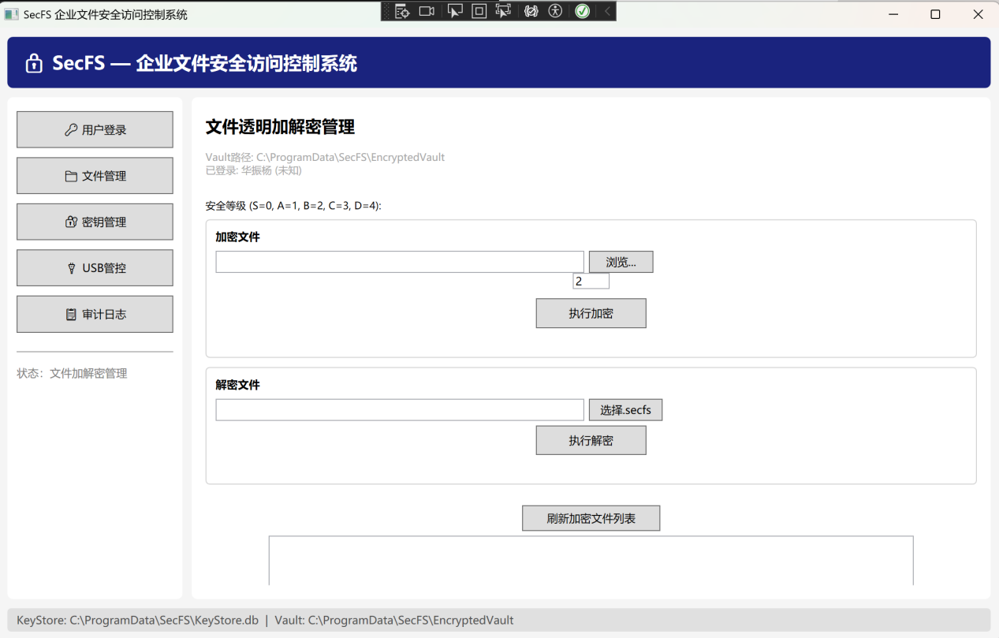 SecFS 企业文件安全访问控制系统
SecFS — 企业文件安全访问控制系统
用户登录
文件管理
密钥管理
USB管控
审计日志
状态：文件加解密管理
文件透明加解密管理
Vault路径: C:\ProgramData\SecFS\EncryptedVault
已登录: 华振杨 (未知)
安全等级 (S=0, A=1, B=2, C=3, D=4):
加密文件
浏览...
2
执行加密
解密文件
选择.secfs
执行解密
刷新加密文件列表
KeyStore: C:\ProgramData\SecFS\KeyStore.db | Vault: C:\ProgramData\SecFS\EncryptedVault